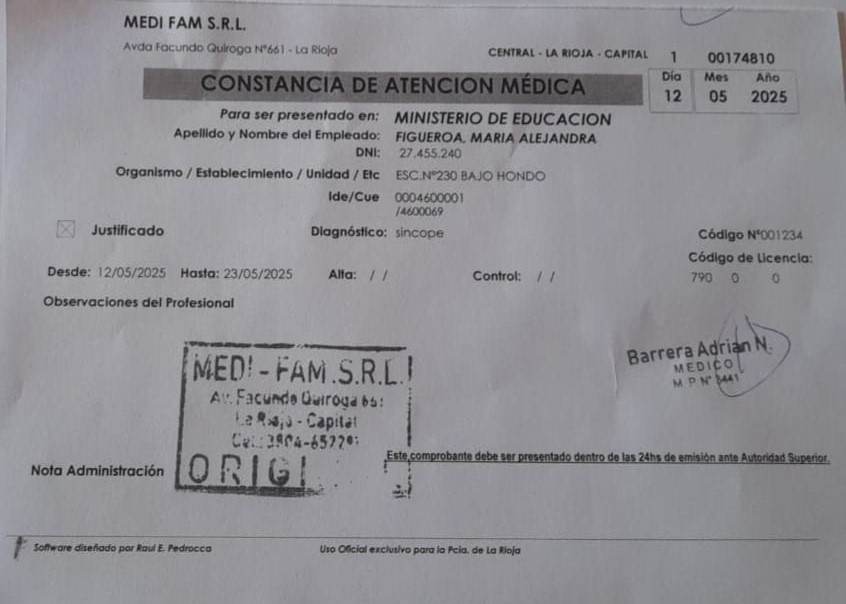 MEDI FAM S.R.L.
Avda Facundo Quiroga Nº661 - La Rioja
CENTRAL - LA RIOJA - CAPITAL 1 00174810
CONSTANCIA DE ATENCION MÉDICA
Día Mes Año
12 05 2025
Para ser presentado en: MINISTERIO DE EDUCACION
Apellido y Nombre del Empleado: FIGUEROA, MARIA ALEJANDRA
DNI: 27.455.240
Organismo / Establecimiento / Unidad / Etc ESC.Nº230 BAJO HONDO
Ide/Cue 0004600001
/4600069
Justificado Diagnóstico: sincope
Código Nº001234
Código de Licencia:
Desde: 12/05/2025 Hasta: 23/05/2025 Alta: / / Control: / /
790 0 0
Observaciones del Profesional
MEDI - FAM .S.R.L.
Av. Facundo Quiroga
La Rioja - Capital
Barrera Adrian N.
MEDICO
M P Nº
ORIGI
Nota Administración
Este comprobante debe ser presentado dentro de las 24hs de emisión ante Autoridad Superior.
Software diseñado por Raul E. Pedrocca
Uso Oficial exclusivo para la Pcia. de La Rioja